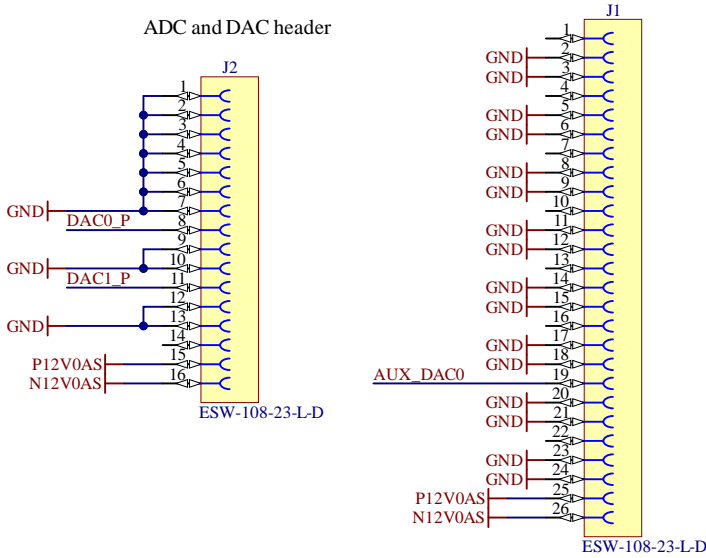 ADC and DAC header
J2
1
2
3
4
5
6
GND
7
DAC0_P
8
9
GND
10
DAC1_P
11
12
GND
13
14
P12V0AS
15
N12V0AS
16
ESW-108-23-L-D
J1
1
GND
2
GND
3
4
GND
5
GND
6
7
GND
8
GND
9
10
GND
11
GND
12
13
GND
14
GND
15
16
GND
17
GND
18
AUX_DAC0
19
GND
20
GND
21
22
GND
23
GND
24
P12V0AS
25
N12V0AS
26
ESW-108-23-L-D